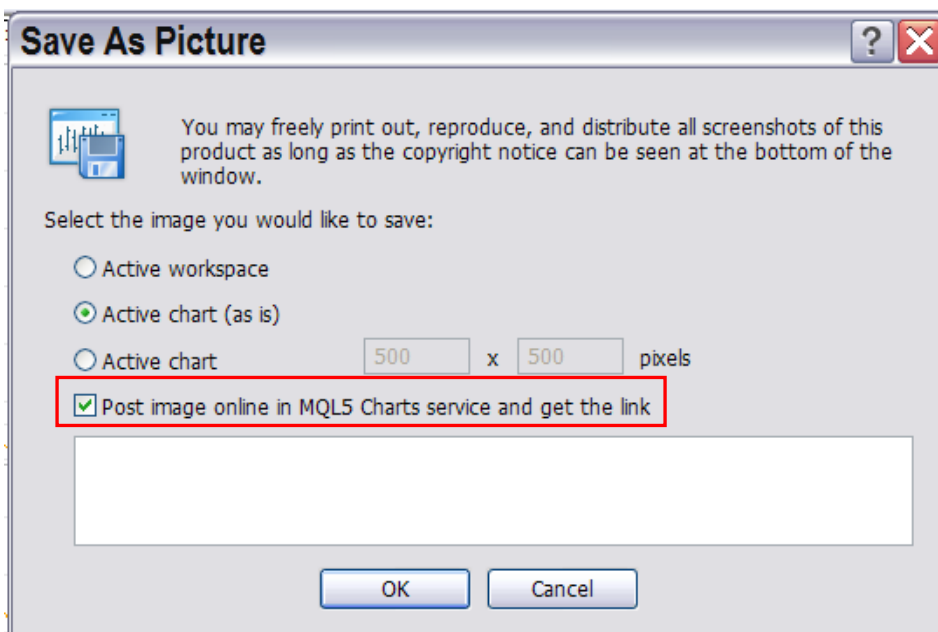 Save As Picture
?
You may freely print out, reproduce, and distribute all screenshots of this
product as long as the copyright notice can be seen at the bottom of the
window.
Select the image you would like to save:
Active workspace
Active chart (as is)
Active chart 500 x 500 pixels
Post image online in MQL5 Charts service and get the link
OK Cancel